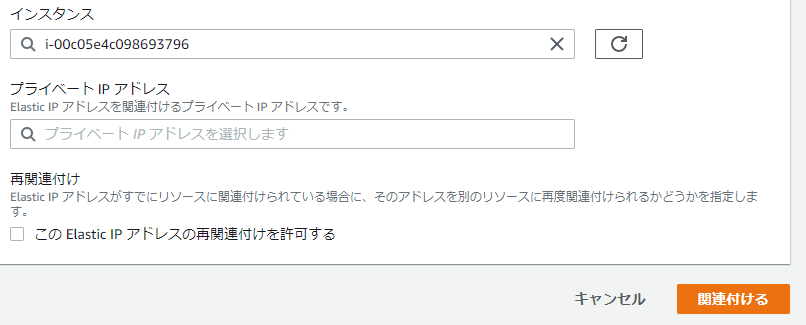 インスタンス
i-00c05e4c098693796
プライベート IP アドレス
Elastic IP アドレスを関連付けるプライベート IP アドレスです。
プライベート IP アドレスを選択します
再関連付け
Elastic IP アドレスがすでにリソースに関連付けられている場合に、そのアドレスを別のリソースに再度関連付けられるかどうかを指定しま
す。
この Elastic IP アドレスの再関連付けを許可する
キャンセル 関連付ける